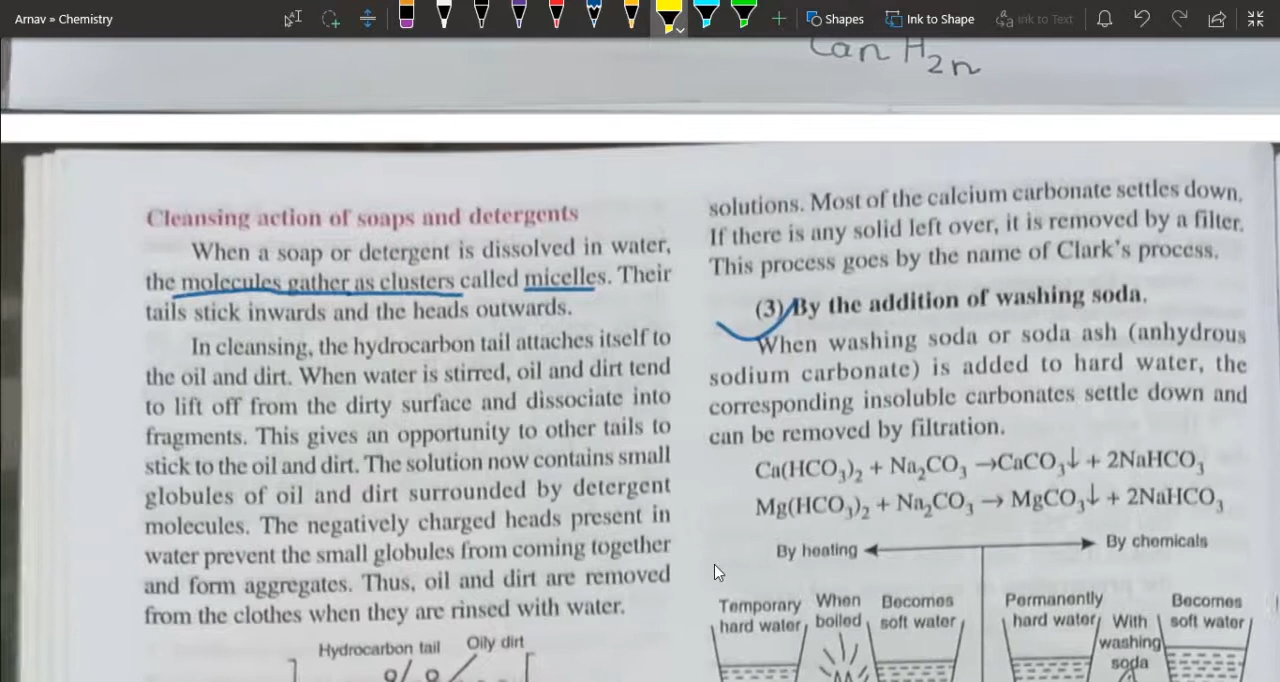 Arnav » Chemistry
Shapes
Ink to Shape
Ink to Text
Can H2n
Cleansing action of soaps and detergents
When a soap or detergent is dissolved in water,
the molecules gather as clusters called micelles. Their
tails stick inwards and the heads outwards.
In cleansing, the hydrocarbon tail attaches itself to
the oil and dirt. When water is stirred, oil and dirt tend
to lift off from the dirty surface and dissociate into
fragments. This gives an opportunity to other tails to
stick to the oil and dirt. The solution now contains small
globules of oil and dirt surrounded by detergent
molecules. The negatively charged heads present in
water prevent the small globules from coming together
and form aggregates. Thus, oil and dirt are removed
from the clothes when they are rinsed with water.
Hydrocarbon tail Oily dirt
solutions. Most of the calcium carbonate settles down.
If there is any solid left over, it is removed by a filter.
This process goes by the name of Clark's process.
(3) By the addition of washing soda.
When washing soda or soda ash (anhydrous
sodium carbonate) is added to hard water, the
corresponding insoluble carbonates settle down and
can be removed by filtration.
Ca(HCO₃)₂ + Na₂CO₃ →CaCO₃↓ + 2NaHCO₃
Mg(HCO₃)₂ + Na₂CO₃ → MgCO₃↓ + 2NaHCO₃
By heating By chemicals
Temporary hard water
When boiled
Becomes soft water
Permanently hard water
With washing soda
Becomes soft water